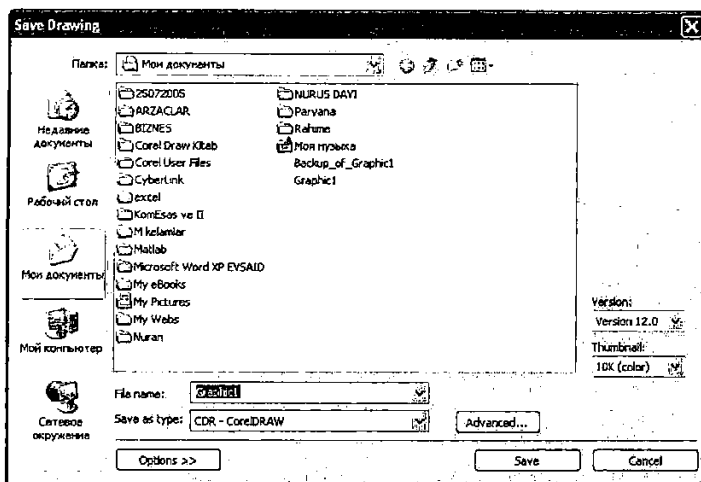 Save Drawing
Папка:
Мои документы
Недавние документы
Рабочий стол
Мои документы
Мой компьютер
Сетевое окружение
25072005
ARZACLAR
BIZNES
Corel Draw Kitab
Corel User Files
CyberLink
excel
KomEsas ve II
M kelamlar
Matlab
Microsoft Word XP EVSAID
My eBooks
My Pictures
My Webs
Nuran
NURUS DAVI
Parvana
Rahme
Моя музыка
Backup_of_Graphic1
Graphic1
Version:
Version 12.0
Thumbnail:
10K (color)
File name:
Graphic1
Save as type:
CDR - CorelDRAW
Advanced...
Options >>
Save
Cancel